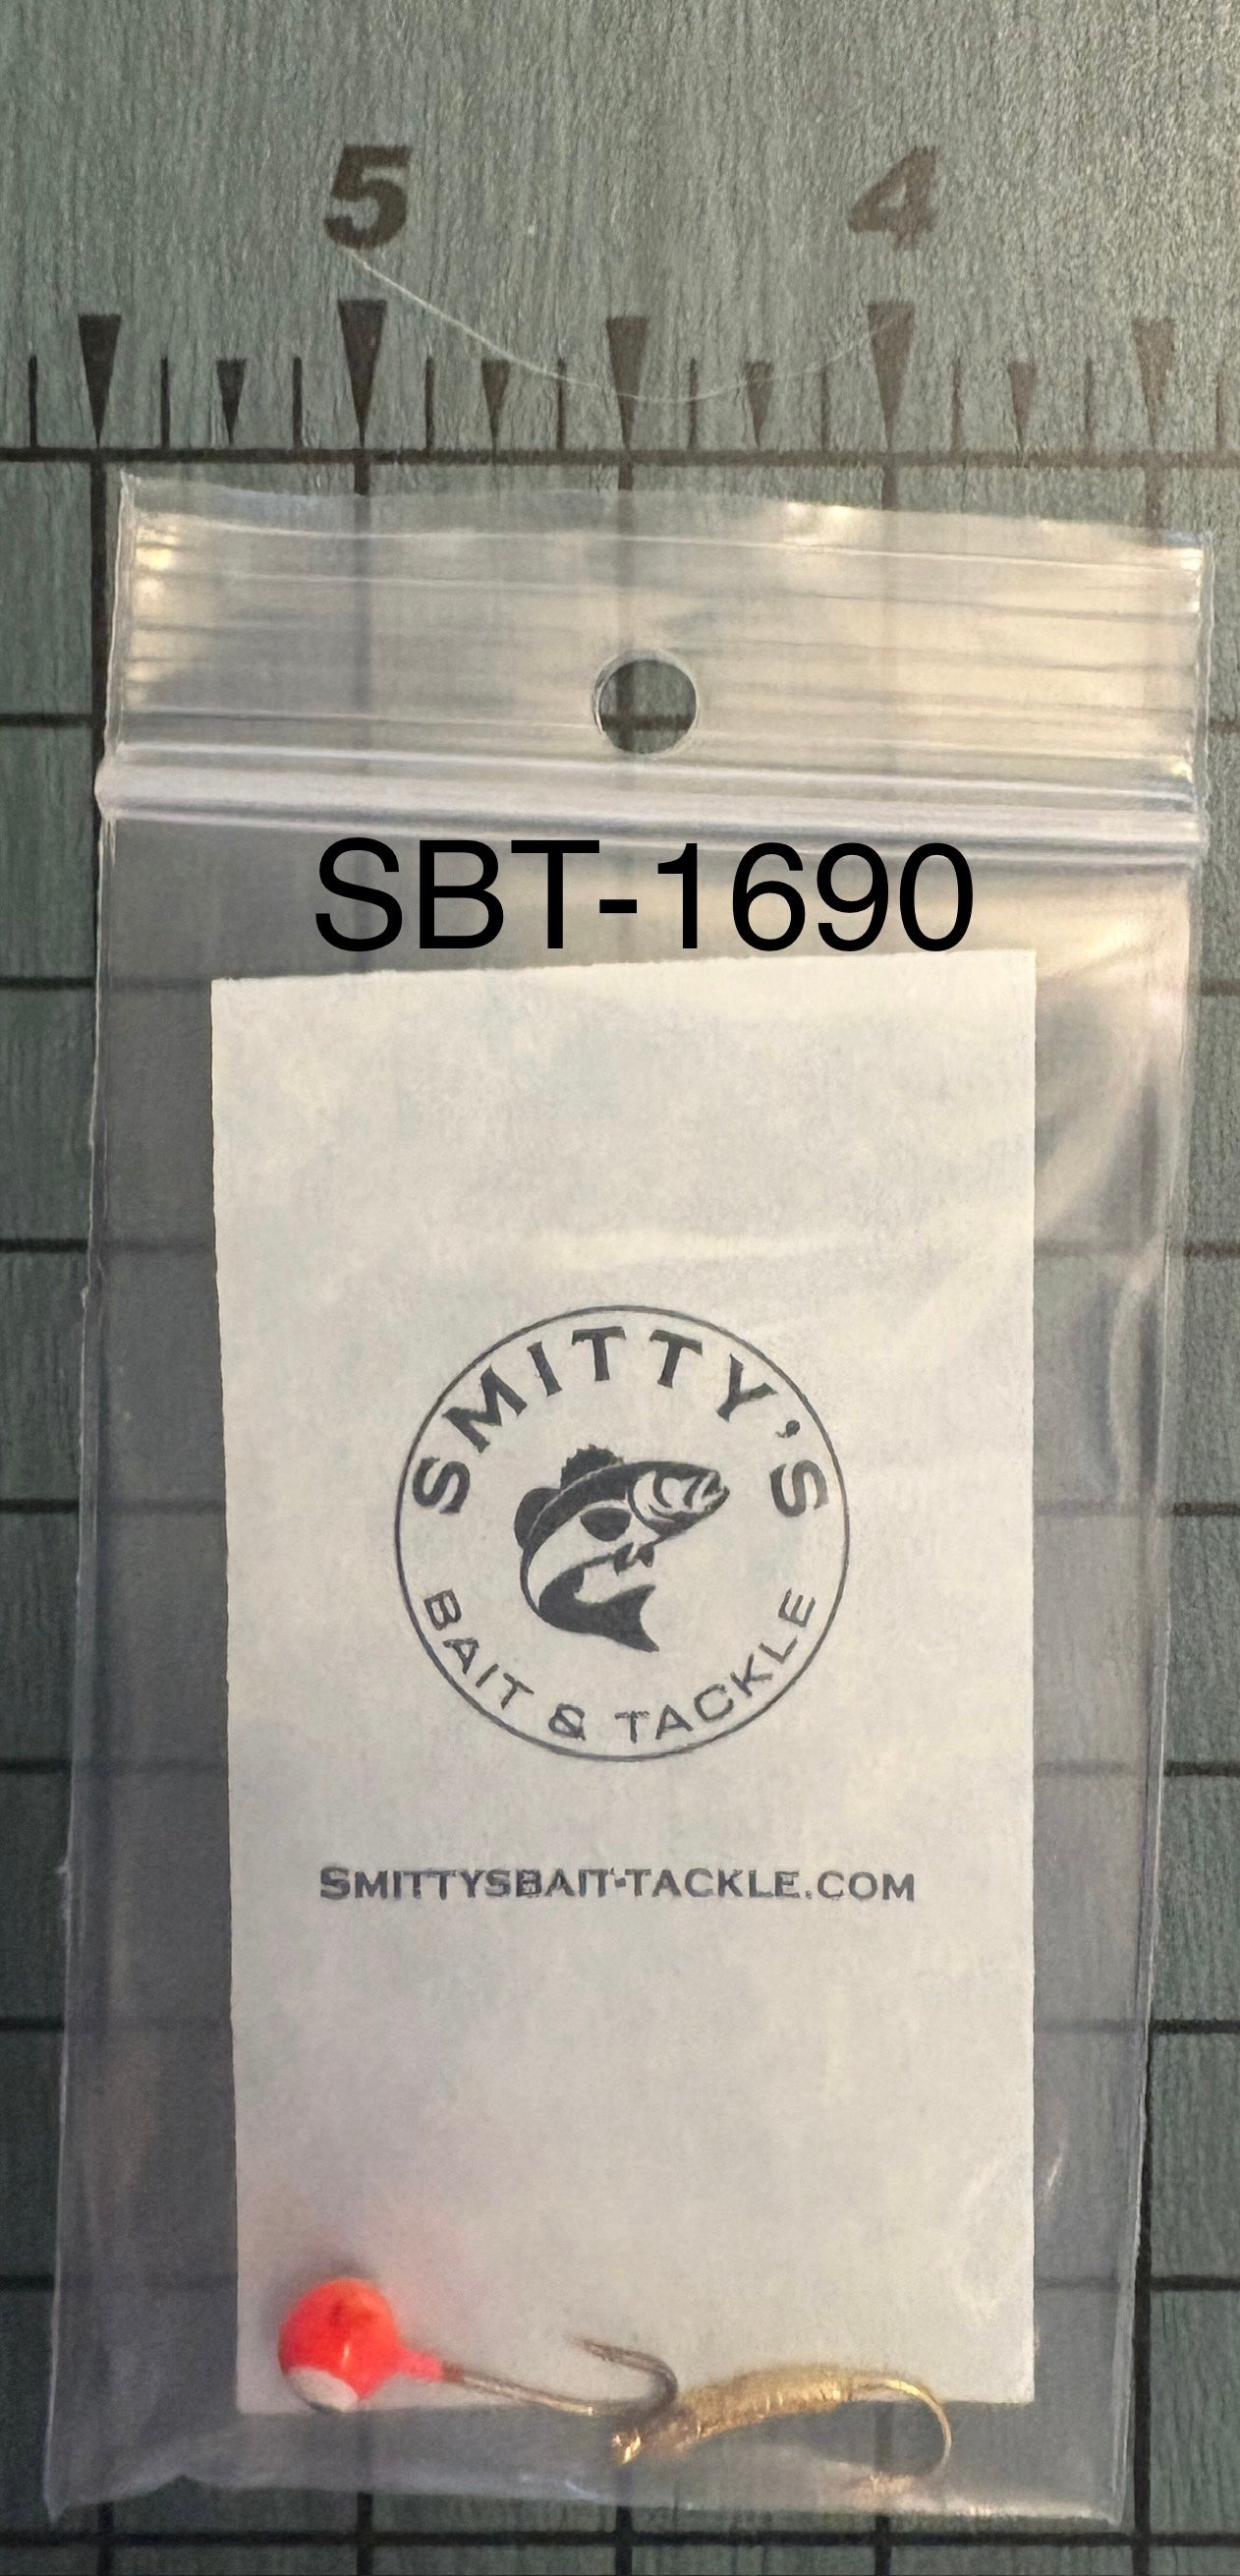 5 4
SBT-1690
SMITTY'S
BAIT & TACKLE
SMITTYSBAIT-TACKLE.COM